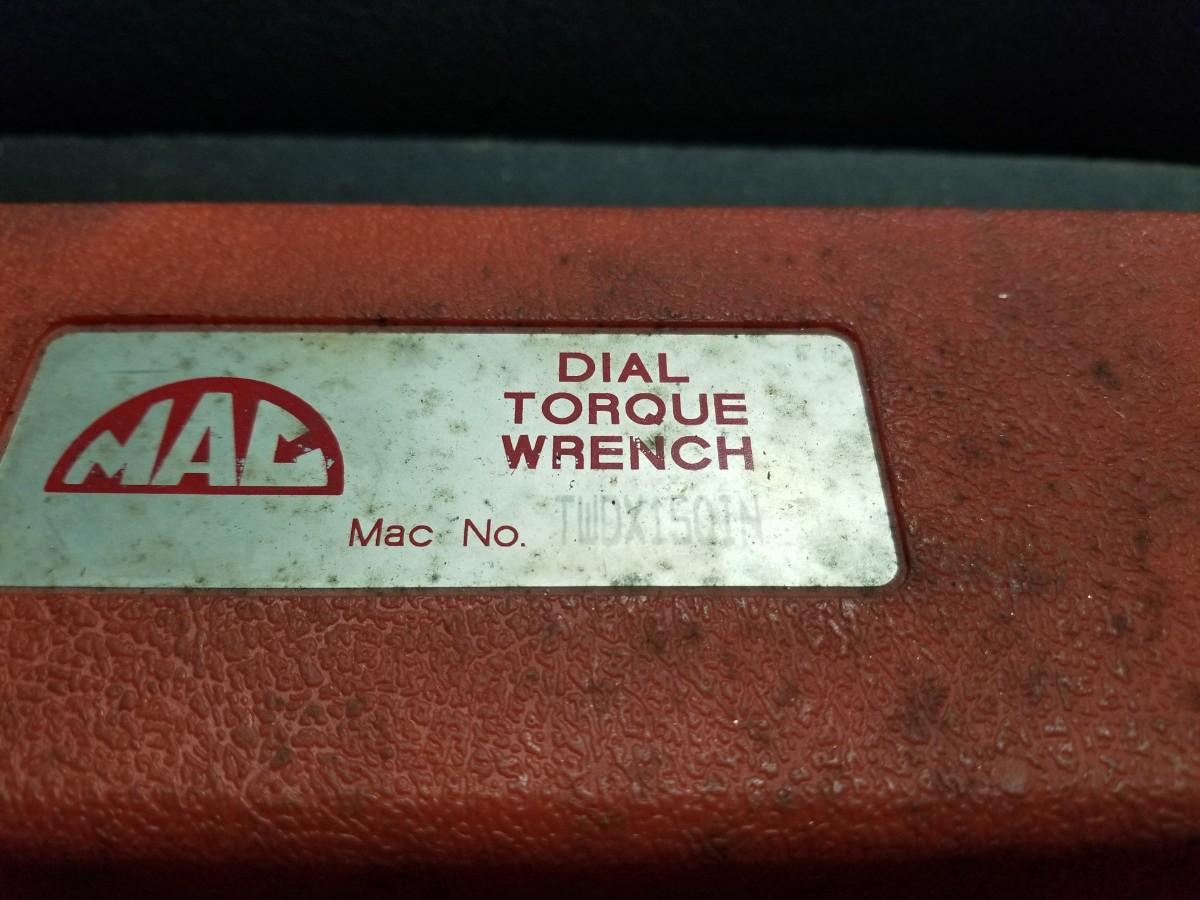 MAC
DIAL
TORQUE
WRENCH
Mac No. TWDX150IN